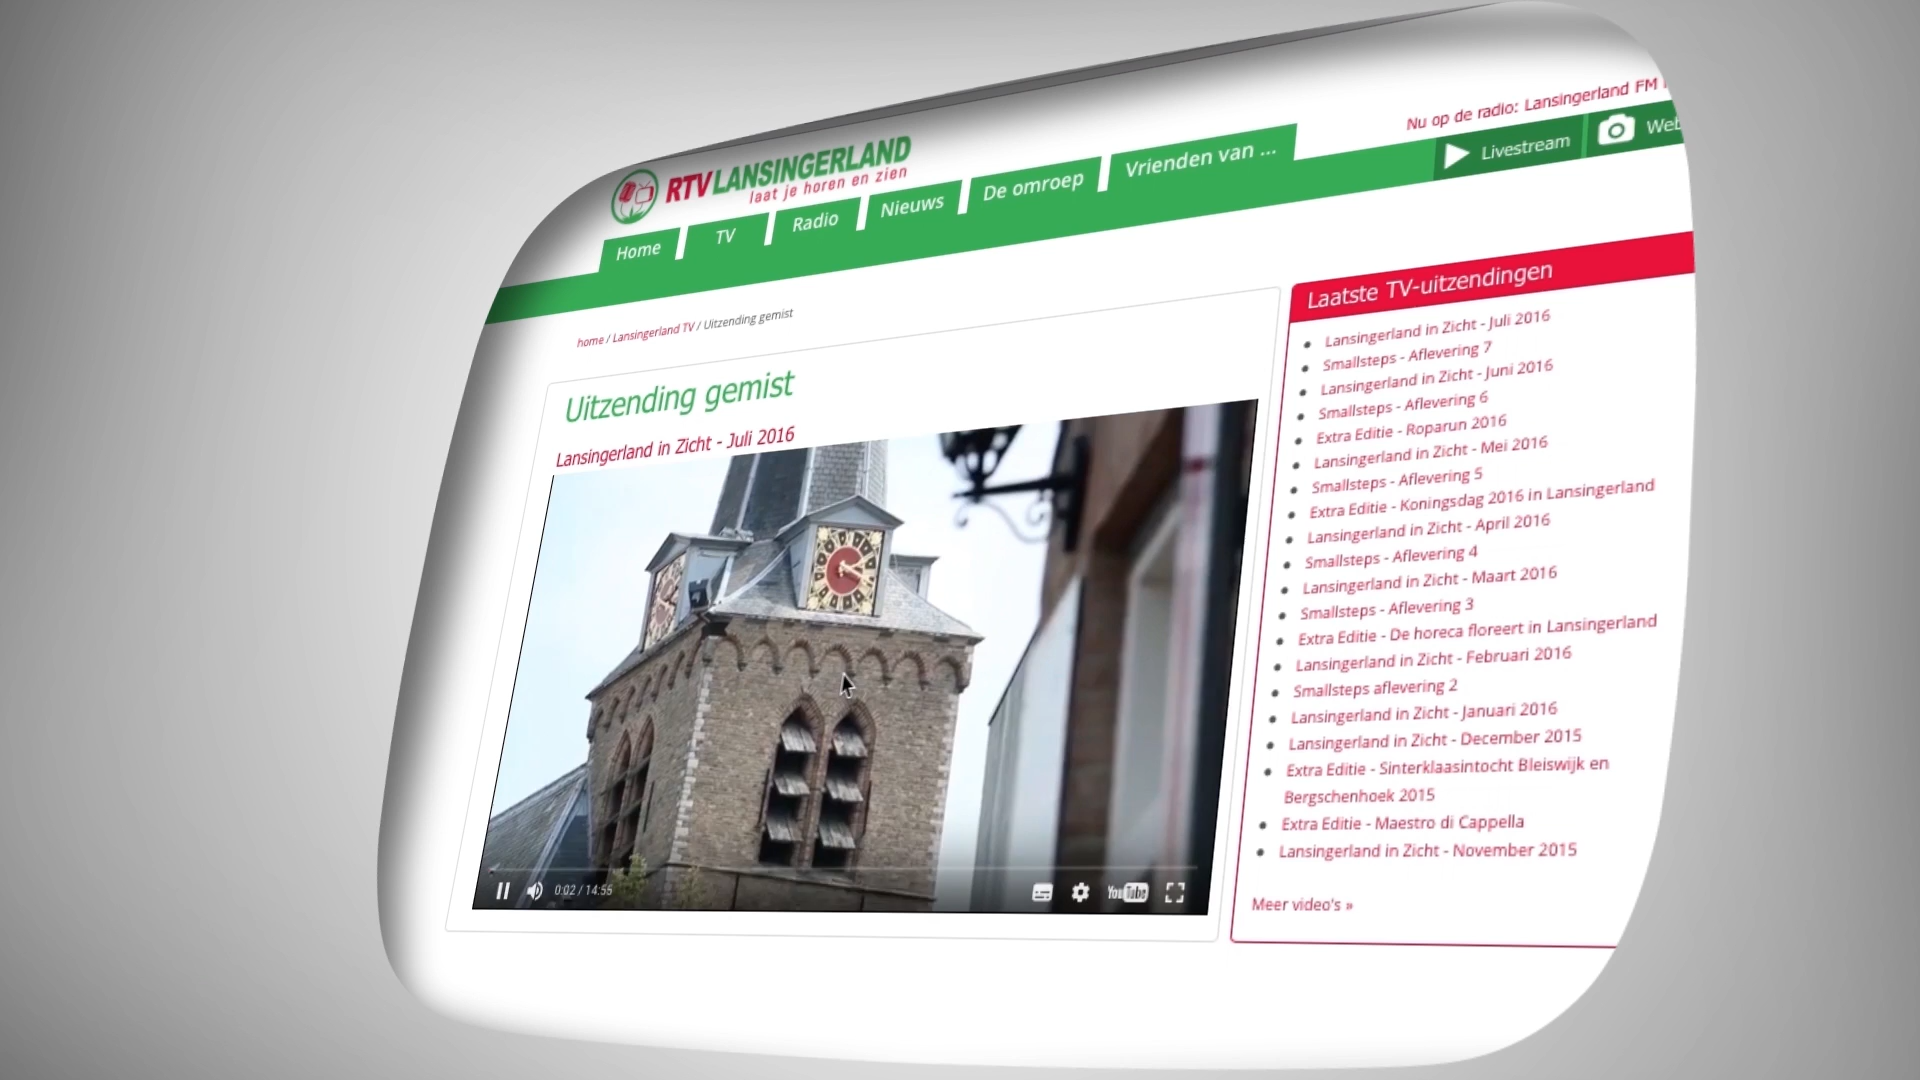 Nu op de radio: Lansingerland FM
RTV LANSINGERLAND
laat je horen en zien
Home
TV
Radio
Nieuws
De omroep
Vrienden van ...
Livestream
home / Lansingerland TV / Uitzending gemist
Uitzending gemist
Lansingerland in Zicht - Juli 2016
0:02 / 14:55
YouTube
Laatste TV-uitzendingen
Lansingerland in Zicht - Juli 2016
Smallsteps - Aflevering 7
Lansingerland in Zicht - Juni 2016
Smallsteps - Aflevering 6
Extra Editie - Roparun 2016
Lansingerland in Zicht - Mei 2016
Smallsteps - Aflevering 5
Extra Editie - Koningsdag 2016 in Lansingerland
Lansingerland in Zicht - April 2016
Smallsteps - Aflevering 4
Lansingerland in Zicht - Maart 2016
Smallsteps - Aflevering 3
Extra Editie - De horeca floreert in Lansingerland
Lansingerland in Zicht - Februari 2016
Smallsteps aflevering 2
Lansingerland in Zicht - Januari 2016
Lansingerland in Zicht - December 2015
Extra Editie - Sinterklaasintocht Bleiswijk en
Bergschenhoek 2015
Extra Editie - Maestro di Cappella
Lansingerland in Zicht - November 2015
Meer video's »